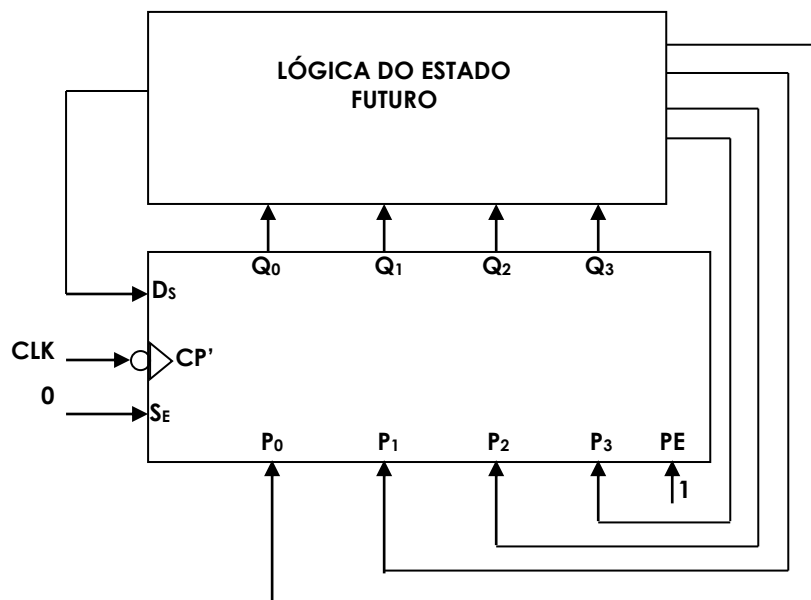 LÓGICA DO ESTADO
FUTURO
Q0 Q1 Q2 Q3
DS
CLK CP’
0
SE
P0 P1 P2 P3 PE
1